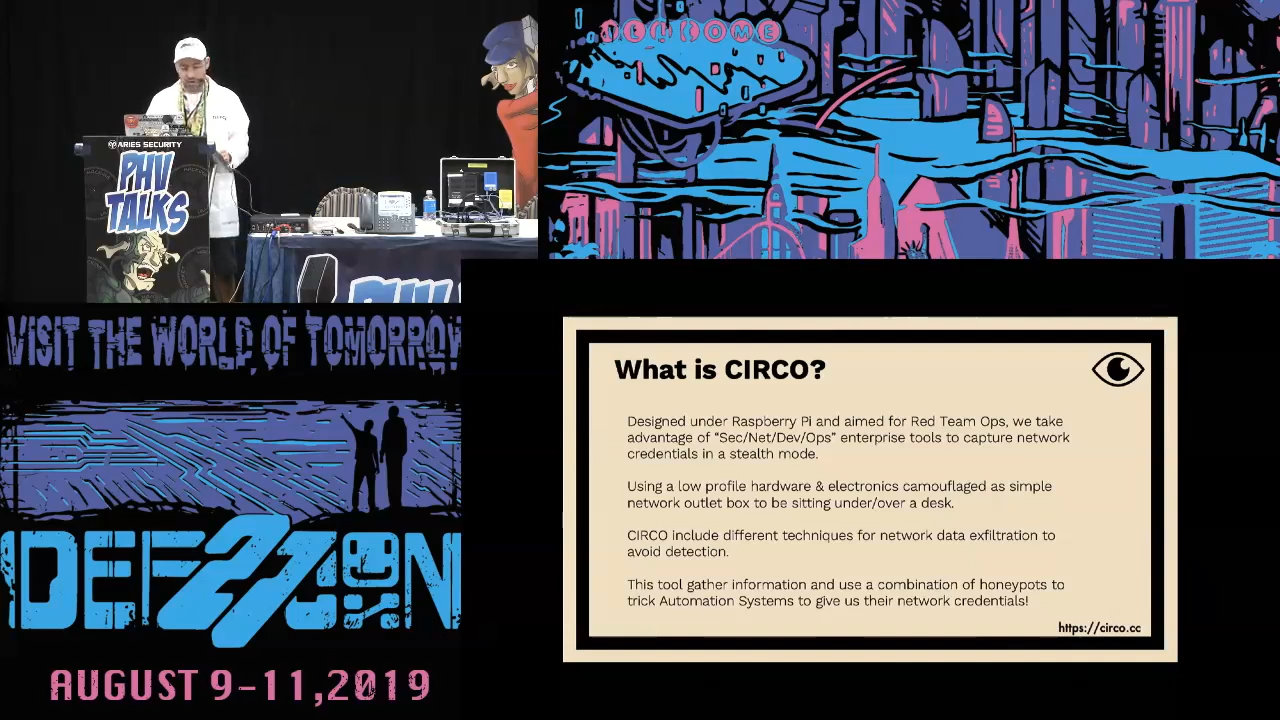 ARIES SECURITY
PHV
TALKS
WELCOME
VISIT THE WORLD OF TOMORROW
DEF27CON
AUGUST 9-11,2019
What is CIRCO?
Designed under Raspberry Pi and aimed for Red Team Ops, we take
advantage of “Sec/Net/Dev/Ops” enterprise tools to capture network
credentials in a stealth mode.
Using a low profile hardware & electronics camouflaged as simple
network outlet box to be sitting under/over a desk.
CIRCO include different techniques for network data exfiltration to
avoid detection.
This tool gather information and use a combination of honeypots to
trick Automation Systems to give us their network credentials!
https://circo.cc